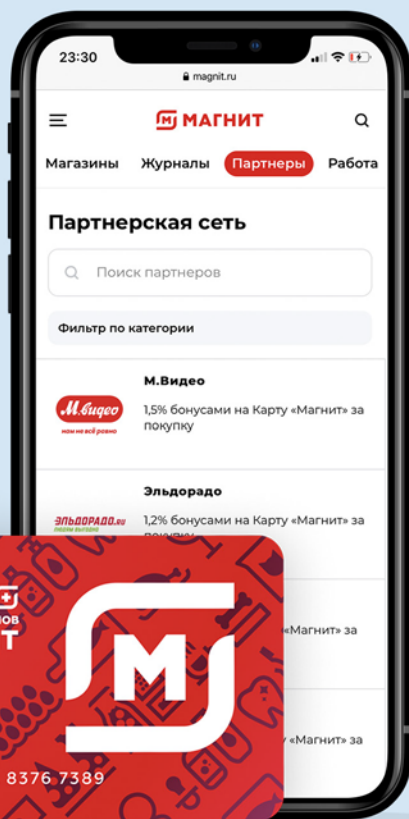 23:30
magnit.ru
МАГНИТ
Магазины Журналы Партнеры Работа
Партнерская сеть
Поиск партнеров
Фильтр по категории
М.Видео
М.видео
нам не всё равно
1,5% бонусами на Карту «Магнит» за
покупку
Эльдорадо
ЭЛЬДОРАДО.RU
1,2% бонусами на Карту «Магнит» за
покупку
«Магнит» за
«Магнит» за
М
8376 7389